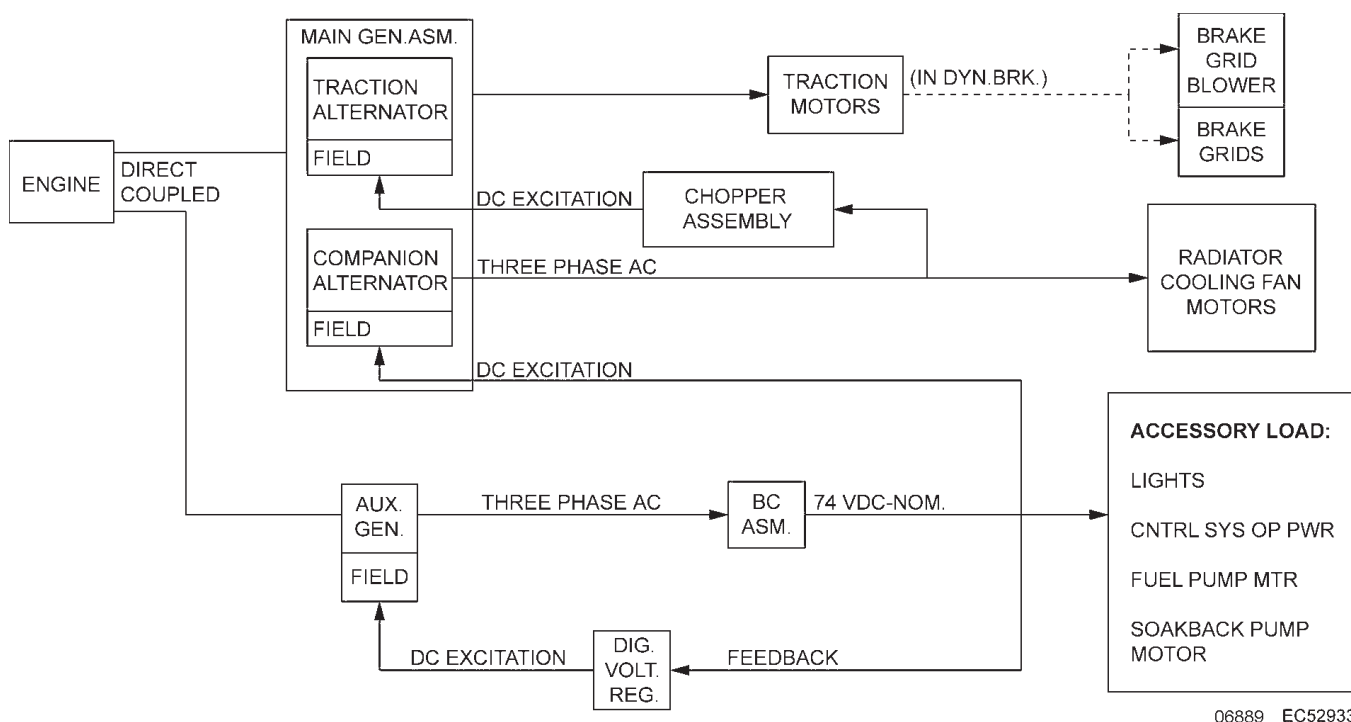 MAIN GEN.ASM.
TRACTION
ALTERNATOR
FIELD
ENGINE
DIRECT
COUPLED
TRACTION
MOTORS
(IN DYN.BRK.)
BRAKE
GRID
BLOWER
BRAKE
GRIDS
DC EXCITATION
CHOPPER
ASSEMBLY
COMPANION
ALTERNATOR
FIELD
THREE PHASE AC
RADIATOR
COOLING FAN
MOTORS
DC EXCITATION
AUX.
GEN.
FIELD
THREE PHASE AC
BC
ASM.
74 VDC-NOM.
ACCESSORY LOAD:
LIGHTS
CNTRL SYS OP PWR
FUEL PUMP MTR
SOAKBACK PUMP
MOTOR
DC EXCITATION
DIG.
VOLT.
REG.
FEEDBACK
06889 EC52933